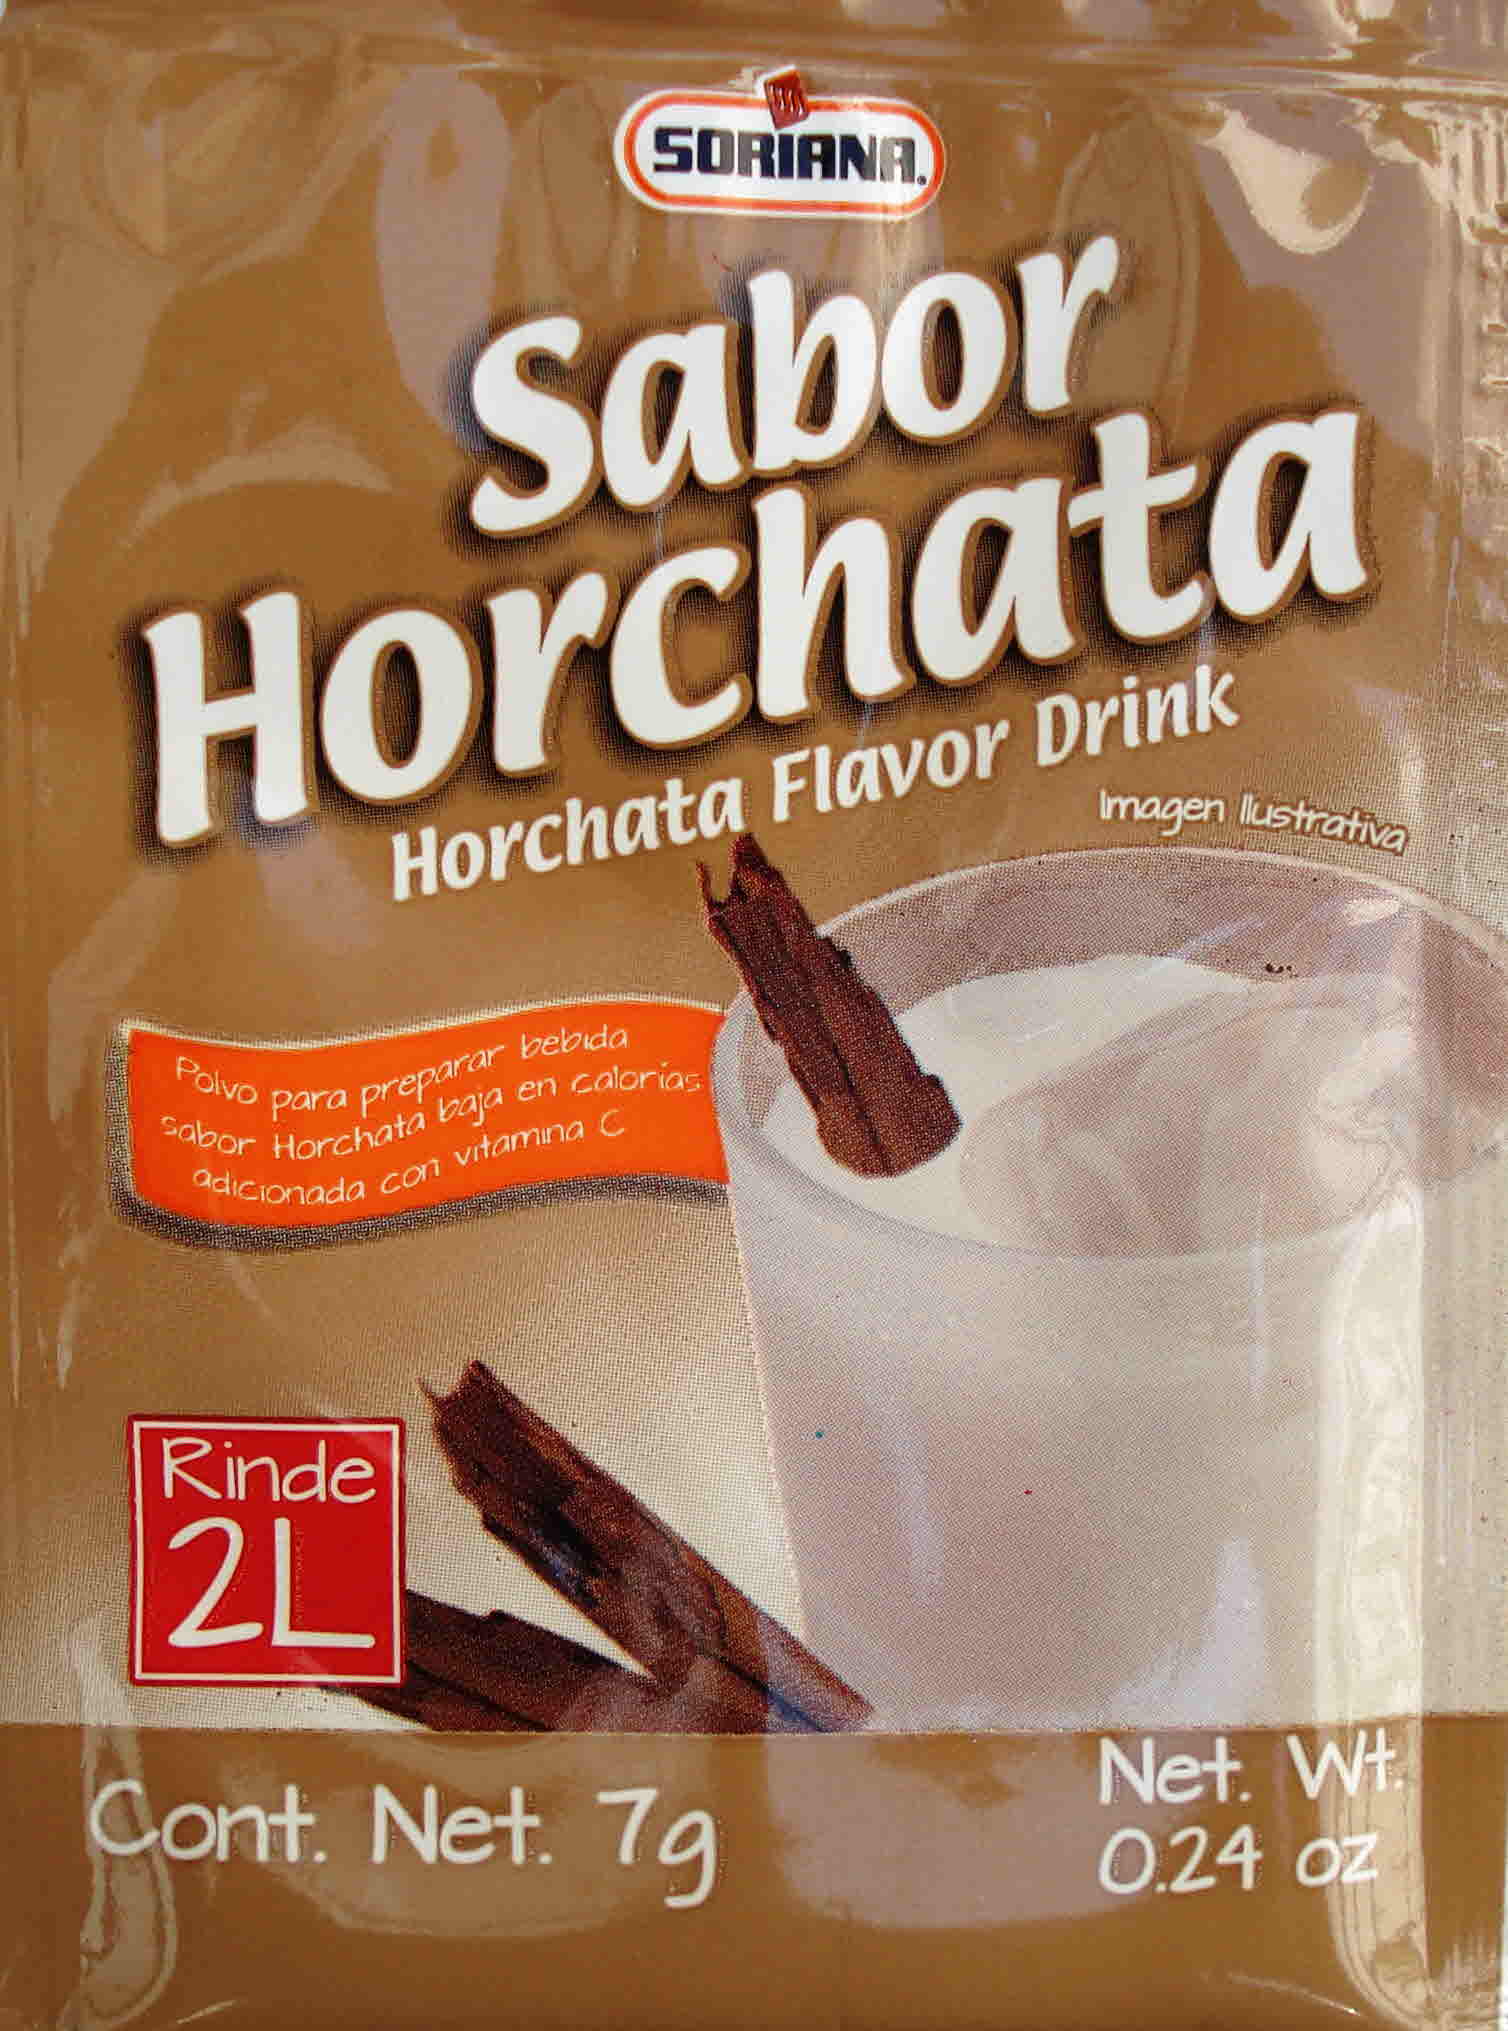 SORIANA.
Sabor
Horchata
Horchata Flavor Drink
Imagen Ilustrativa
Polvo para preparar bebida
sabor Horchata baja en calorías
adicionada con vitamina C
Rinde
2L
Cont. Net. 7g
Net. Wt.
0.24 oz